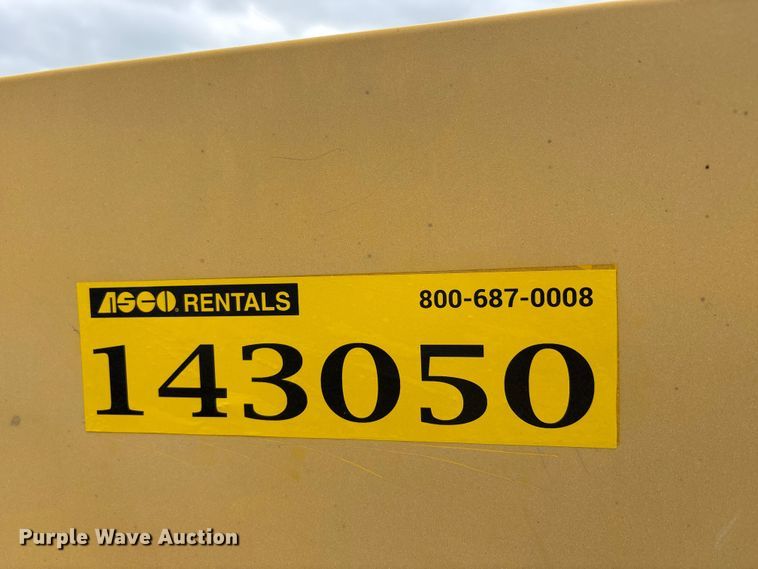 ASCO RENTALS 800-687-0008
143050
Purple Wave Auction